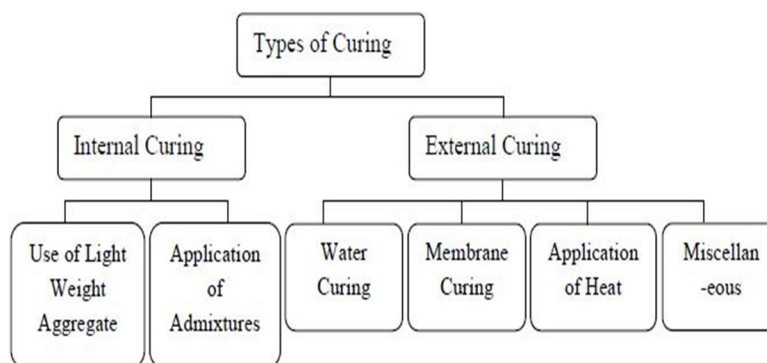 Types of Curing
Internal Curing
External Curing
Use of Light
Weight
Aggregate
Application
of
Admixtures
Water
Curing
Membrane
Curing
Application
of Heat
Miscellan
-eous